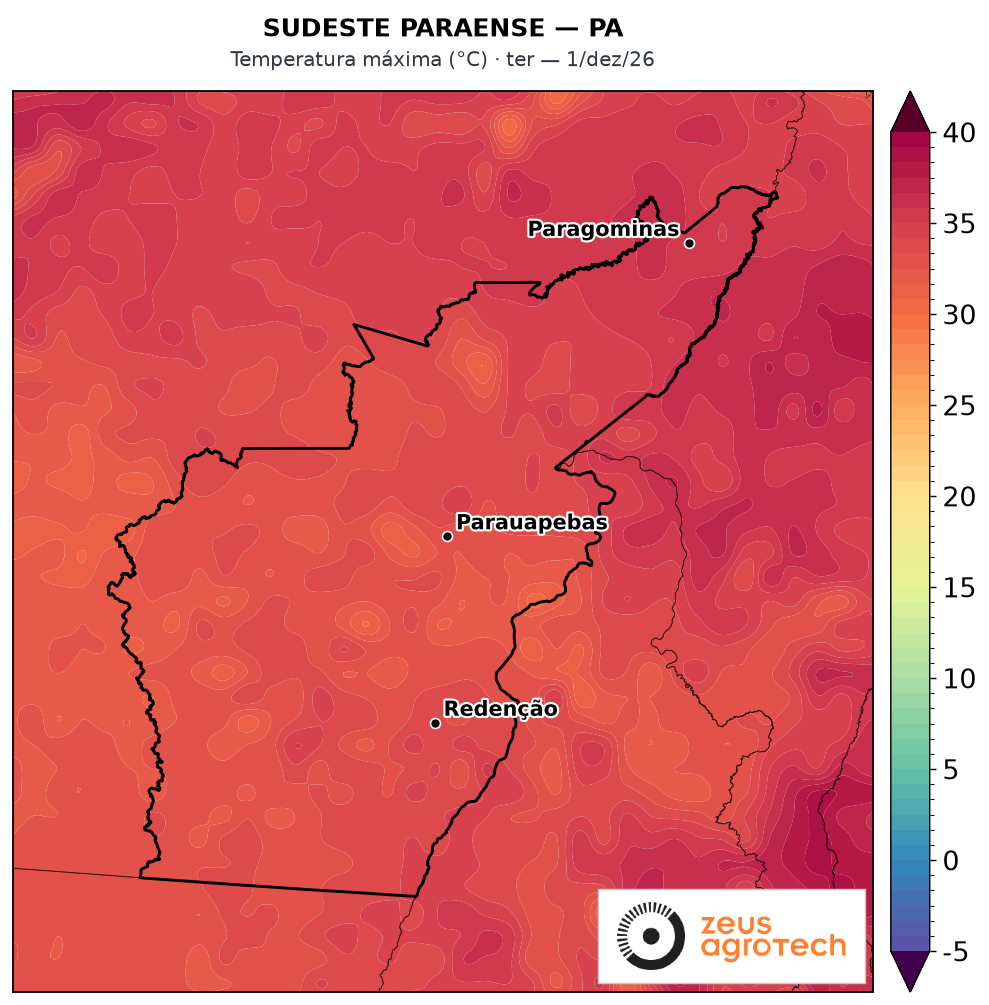 SUDESTE PARAENSE — PA
Temperatura máxima (°C) · ter — 1/dez/26
Paragominas
Parauapebas
Redenção
40
35
30
25
20
15
10
5
0
-5
zeus
agrotech